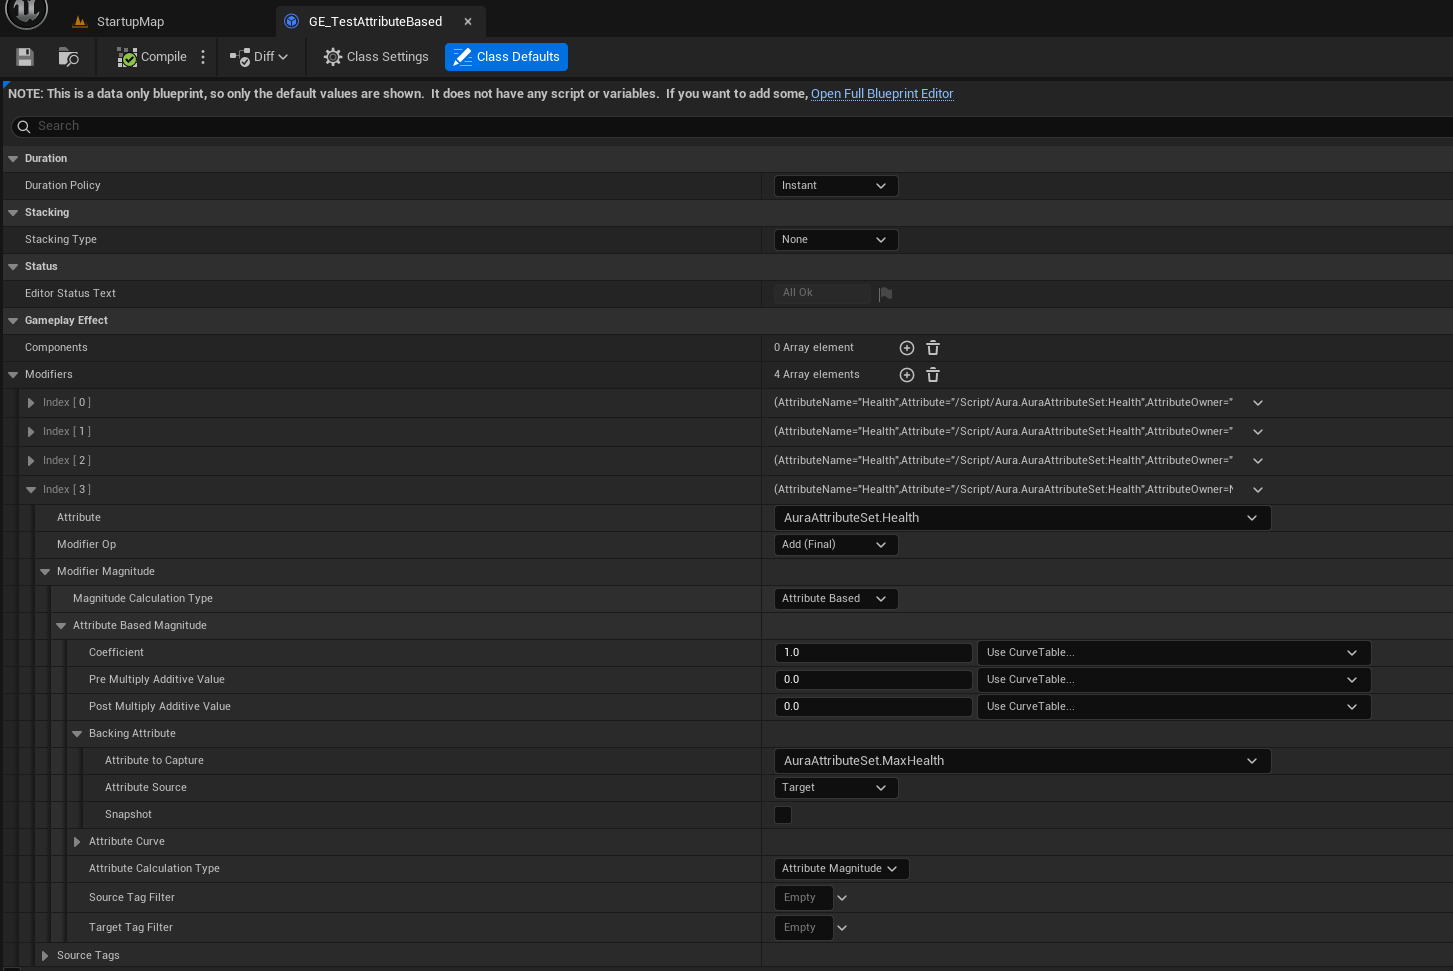 StartupMap
GE_TestAttributeBased
Compile
Diff
Class Settings
Class Defaults
NOTE: This is a data only blueprint, so only the default values are shown.  It does not have any script or variables.  If you want to add some, Open Full Blueprint Editor
Search
Duration
Duration Policy
Instant
Stacking
Stacking Type
None
Status
Editor Status Text
All Ok
Gameplay Effect
Components
0 Array element
Modifiers
4 Array elements
Index [ 0 ]
(AttributeName="Health",Attribute="/Script/Aura.AuraAttributeSet:Health",AttributeOwner="
Index [ 1 ]
(AttributeName="Health",Attribute="/Script/Aura.AuraAttributeSet:Health",AttributeOwner="
Index [ 2 ]
(AttributeName="Health",Attribute="/Script/Aura.AuraAttributeSet:Health",AttributeOwner="
Index [ 3 ]
(AttributeName="Health",Attribute="/Script/Aura.AuraAttributeSet:Health",AttributeOwner=
Attribute
AuraAttributeSet.Health
Modifier Op
Add (Final)
Modifier Magnitude
Magnitude Calculation Type
Attribute Based
Attribute Based Magnitude
Coefficient
1.0
Use CurveTable...
Pre Multiply Additive Value
0.0
Use CurveTable...
Post Multiply Additive Value
0.0
Use CurveTable...
Backing Attribute
Attribute to Capture
AuraAttributeSet.MaxHealth
Attribute Source
Target
Snapshot
Attribute Curve
Attribute Calculation Type
Attribute Magnitude
Source Tag Filter
Empty
Target Tag Filter
Empty
Source Tags